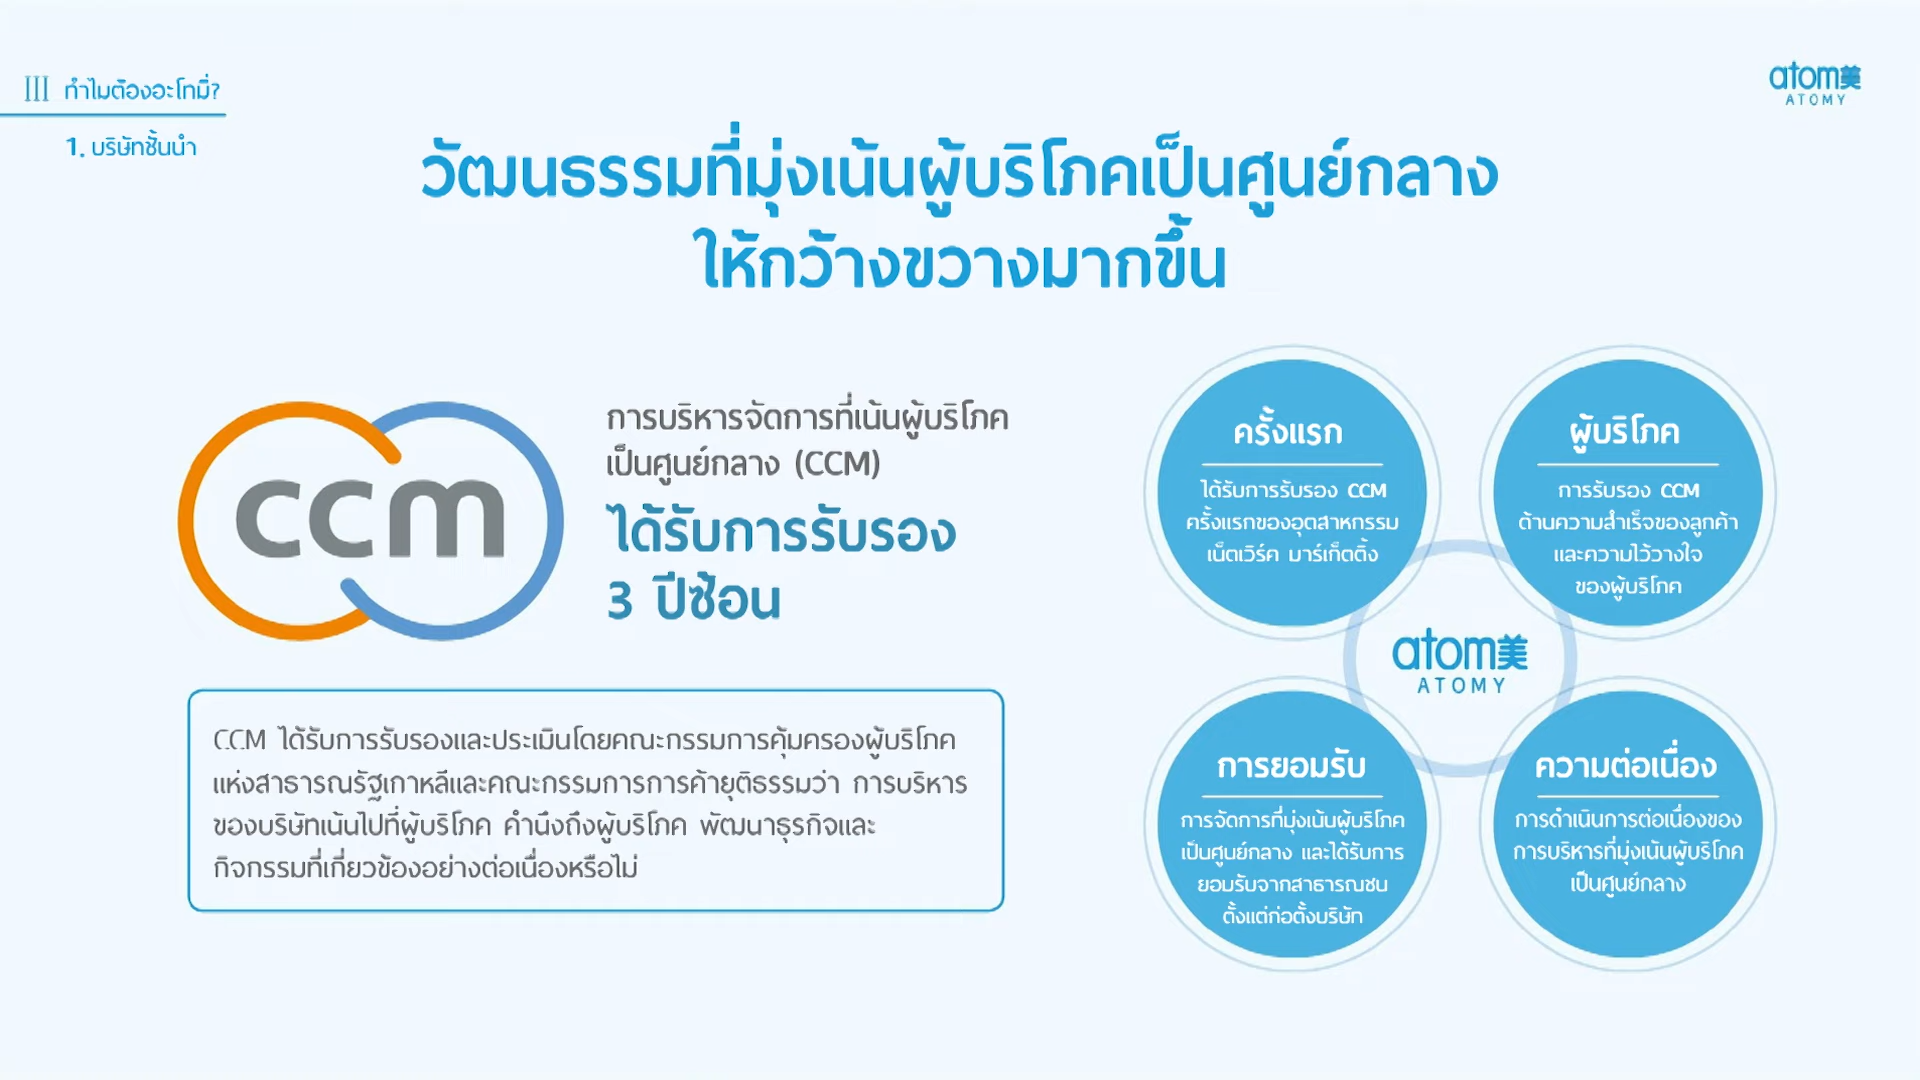 III ทำไมต้องอะโทมี่?
1. บริษัทชั้นนำ
atom美
ATOMY
วัฒนธรรมที่มุ่งเน้นผู้บริโภคเป็นศูนย์กลาง
ให้กว้างขวางมากขึ้น
ccm
การบริหารจัดการที่เน้นผู้บริโภค
เป็นศูนย์กลาง (CCM)
ได้รับการรับรอง
3 ปีซ้อน
CCM ได้รับการรับรองและประเมินโดยคณะกรรมการคุ้มครองผู้บริโภค
แห่งสาธารณรัฐเกาหลีและคณะกรรมการการค้ายุติธรรมว่า การบริหาร
ของบริษัทเน้นไปที่ผู้บริโภค คำนึงถึงผู้บริโภค พัฒนาธุรกิจและ
กิจกรรมที่เกี่ยวข้องอย่างต่อเนื่องหรือไม่
ครั้งแรก
ได้รับการรับรอง CCM
ครั้งแรกของอุตสาหกรรม
เน็ตเวิร์ค มาร์เก็ตติ้ง
ผู้บริโภค
การรับรอง CCM
ด้านความสำเร็จของลูกค้า
และความไว้วางใจ
ของผู้บริโภค
atom美
ATOMY
การยอมรับ
การจัดการที่มุ่งเน้นผู้บริโภค
เป็นศูนย์กลาง และได้รับการ
ยอมรับจากสาธารณชน
ตั้งแต่ก่อตั้งบริษัท
ความต่อเนื่อง
การดำเนินการต่อเนื่องของ
การบริหารที่มุ่งเน้นผู้บริโภค
เป็นศูนย์กลาง